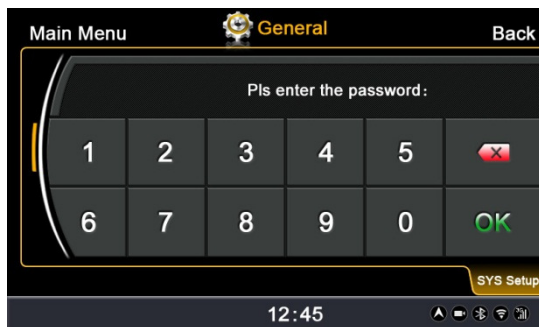 Main Menu General Back
Pls enter the password:
1 2 3 4 5
6 7 8 9 0 OK
SYS Setup
12:45